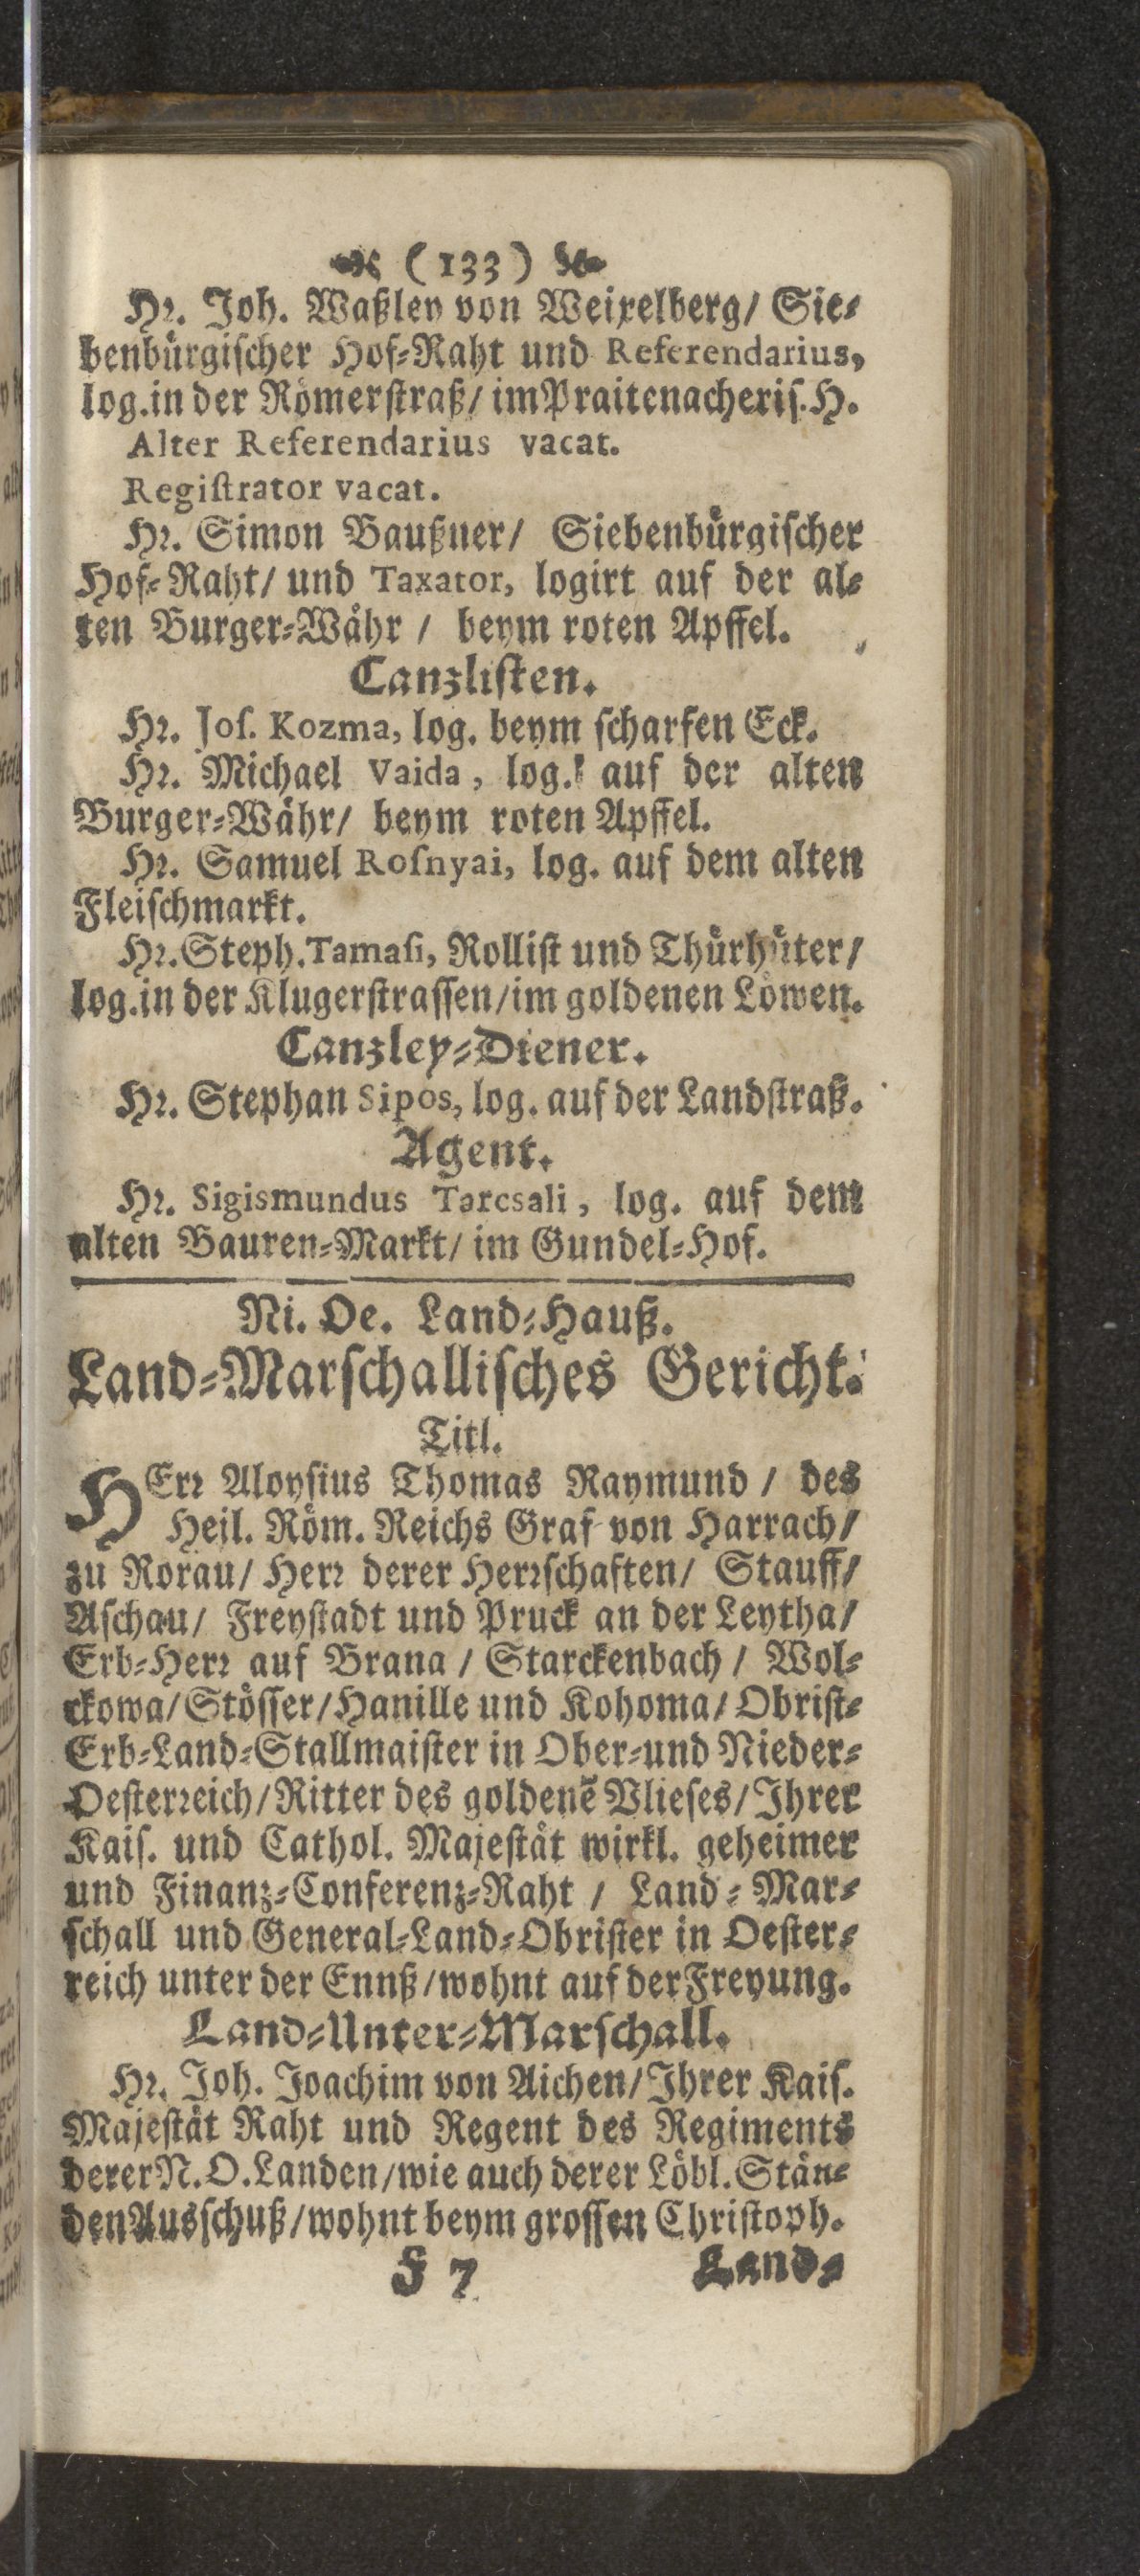 (133)
Hr. Joh. Waßley von Weixelberg/ Sie-
benbürgischer Hof-Raht und Referendarius,
log. in der Römerstraß/ im Praitenacheris. H.
Alter Referendarius vacat.
Registrator vacat.
Hr. Simon Baußner/ Siebenbürgischer
Hof-Raht/ und Taxator, logirt auf der al-
ten Burger-Währ / beym roten Apffel.
Canzlisten.
Hr. Jos. Kozma, log. beym scharfen Eck.
Hr. Michael Vaida, log. auf der alten
Burger-Währ/ beym roten Apffel.
Hr. Samuel Rosnyai, log. auf dem alten
Fleischmarkt.
Hr. Steph. Tamasi, Rollist und Thürhüter/
log. in der Klugerstrassen/ im goldenen Löwen.
Canzley-Diener.
Hr. Stephan Sipos, log. auf der Landstraß.
Agent.
Hr. Sigismundus Tarcsali, log. auf dem
alten Bauren-Markt/ im Gundel-Hof.
Ni. Oe. Land-Hauß.
Land-Marschallisches Gericht.
Titl.
HErr Aloysius Thomas Raymund / des
Heil. Röm. Reichs Graf von Harrach/
zu Rorau/ Herr derer Herrschaften/ Stauff/
Aschau/ Freystadt und Pruck an der Leytha/
Erb-Herr auf Brana / Starckenbach / Wol-
ckowa/ Stösser/ Hanille und Kohoma/ Obrist-
Erb-Land-Stallmaister in Ober-und Nieder-
Oesterreich/ Ritter des goldenē Vlieses/ Ihrer
Kais. und Cathol. Majestät wirkl. geheimer
und Finanz-Conferenz-Raht / Land-Mar-
schall und General-Land-Obrister in Oester-
reich unter der Ennß/ wohnt auf der Freyung.
Land-Unter-Marschall.
Hr. Joh. Joachim von Aichen/ Ihrer Kais.
Majestät Raht und Regent des Regiments
derer N. O. Landen/ wie auch derer Löbl. Stän-
den Ausschuß/ wohnt beym grossen Christoph.
F 7 Land-